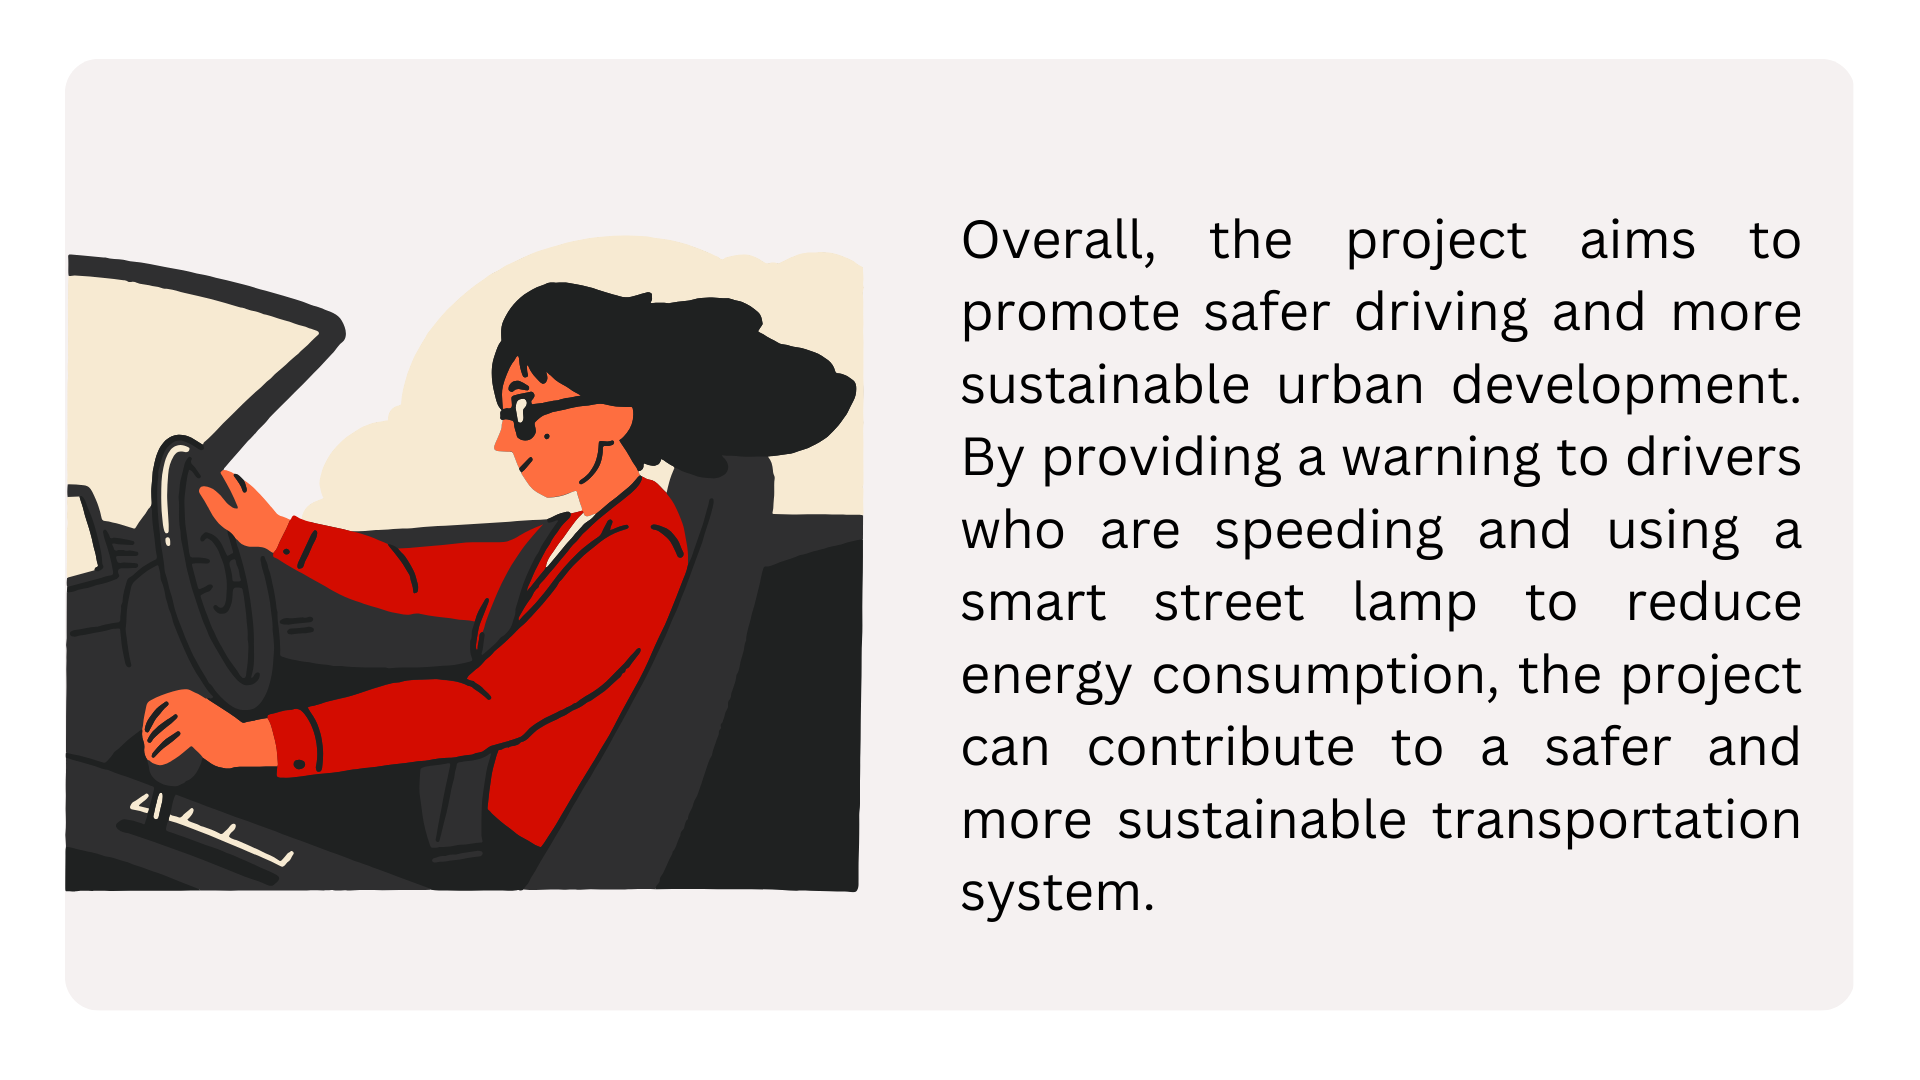 Overall, the project aims to
promote safer driving and more
sustainable urban development.
By providing a warning to drivers
who are speeding and using a
smart street lamp to reduce
energy consumption, the project
can contribute to a safer and
more sustainable transportation
system.